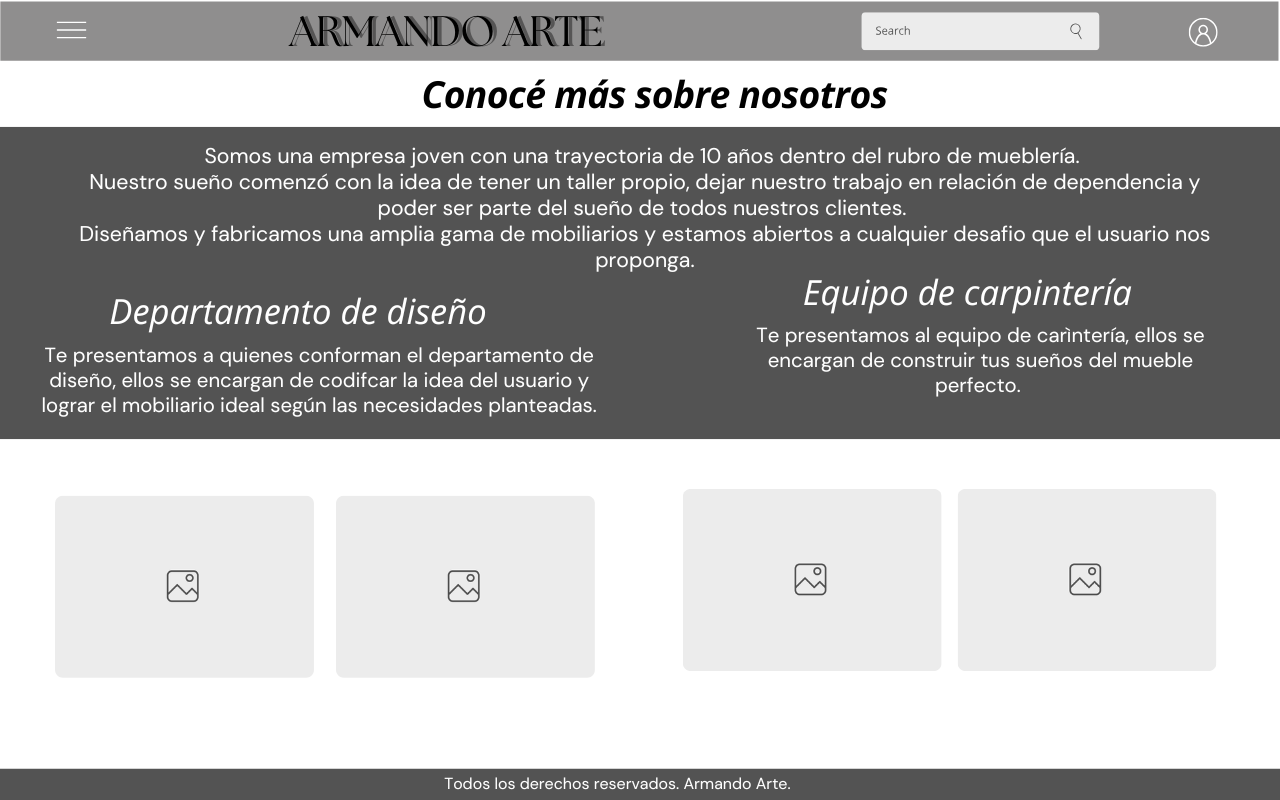 ARMANDO ARTE
Search
Conocé más sobre nosotros
Somos una empresa joven con una trayectoria de 10 años dentro del rubro de mueblería.
Nuestro sueño comenzó con la idea de tener un taller propio, dejar nuestro trabajo en relación de dependencia y
poder ser parte del sueño de todos nuestros clientes.
Diseñamos y fabricamos una amplia gama de mobiliarios y estamos abiertos a cualquier desafio que el usuario nos
proponga.
Departamento de diseño
Te presentamos a quienes conforman el departamento de
diseño, ellos se encargan de codifcar la idea del usuario y
lograr el mobiliario ideal según las necesidades planteadas.
Equipo de carpintería
Te presentamos al equipo de carìntería, ellos se
encargan de construir tus sueños del mueble
perfecto.
Todos los derechos reservados. Armando Arte.